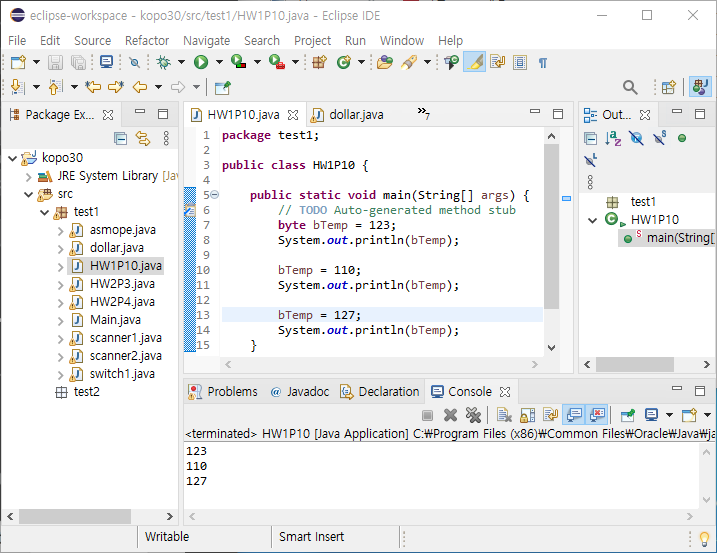 eclipse-workspace - kopo30/src/test1/HW1P10.java - Eclipse IDE
File Edit Source Refactor Navigate Search Project Run Window Help
Package Ex...
kopo30
JRE System Library [Jav
src
test1
asmope.java
dollar.java
HW1P10.java
HW2P3.java
HW2P4.java
Main.java
scanner1.java
scanner2.java
switch1.java
test2
HW1P10.java dollar.java »7
1 package test1;
2
3 public class HW1P10 {
4
5 public static void main(String[] args) {
6 // TODO Auto-generated method stub
7 byte bTemp = 123;
8 System.out.println(bTemp);
9
10 bTemp = 110;
11 System.out.println(bTemp);
12
13 bTemp = 127;
14 System.out.println(bTemp);
15 }
Out...
test1
HW1P10
main(String[
Problems @ Javadoc Declaration Console
<terminated> HW1P10 [Java Application] C:₩Program Files (x86)₩Common Files₩Oracle₩Java₩ja
123
110
127
Writable Smart Insert